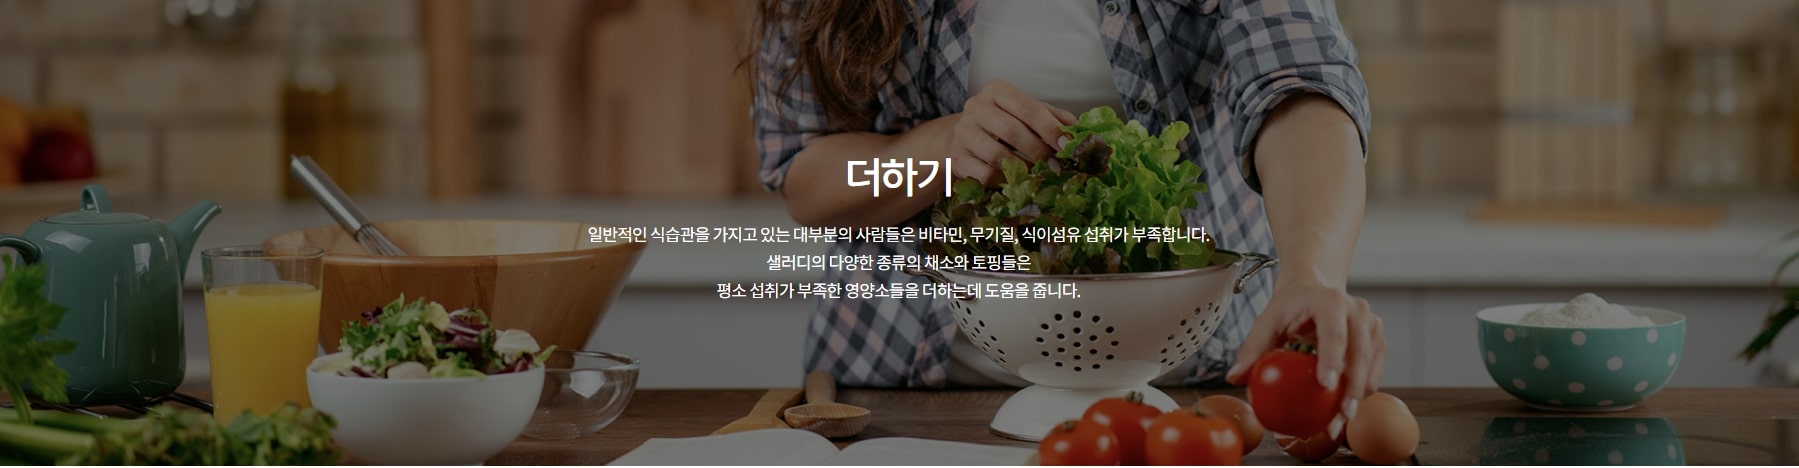 더하기
일반적인 식습관을 가지고 있는 대부분의 사람들은 비타민, 무기질, 식이섬유 섭취가 부족합니다.
샐러디의 다양한 종류의 채소와 토핑들은
평소 섭취가 부족한 영양소들을 더하는데 도움을 줍니다.